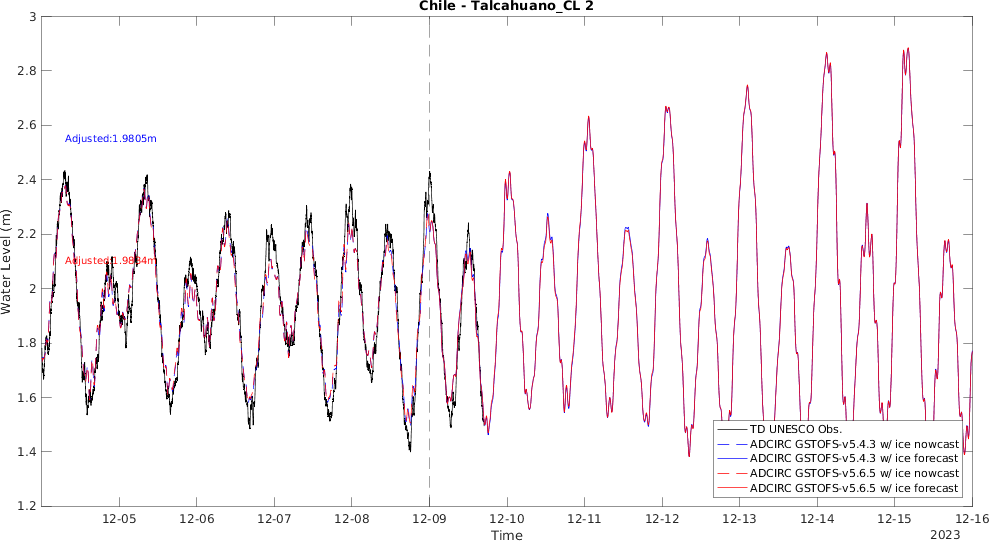 Chile - Talcahuano_CL 2
3
2.8
2.6
2.4
2.2
2
1.8
1.6
1.4
1.2
Water Level (m)
Adjusted:1.9805m
Adjusted:1.9884m
TD UNESCO Obs.
ADCIRC GSTOFS-v5.4.3 w/ ice nowcast
ADCIRC GSTOFS-v5.4.3 w/ ice forecast
ADCIRC GSTOFS-v5.6.5 w/ ice nowcast
ADCIRC GSTOFS-v5.6.5 w/ ice forecast
12-05 12-06 12-07 12-08 12-09 12-10 12-11 12-12 12-13 12-14 12-15 12-16
Time
2023